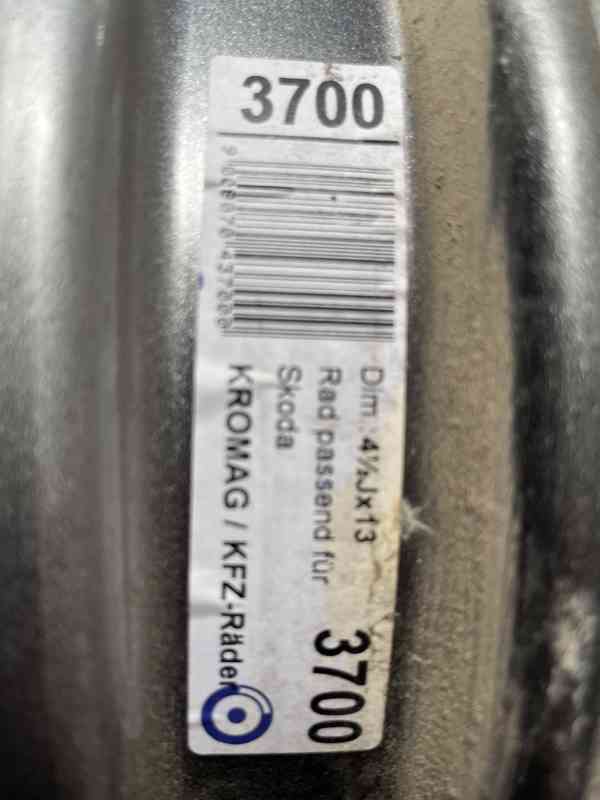 3700
Dim.:4½Jx13
Rad passend für
Skoda
3700
KROMAG / KFZ-Räder